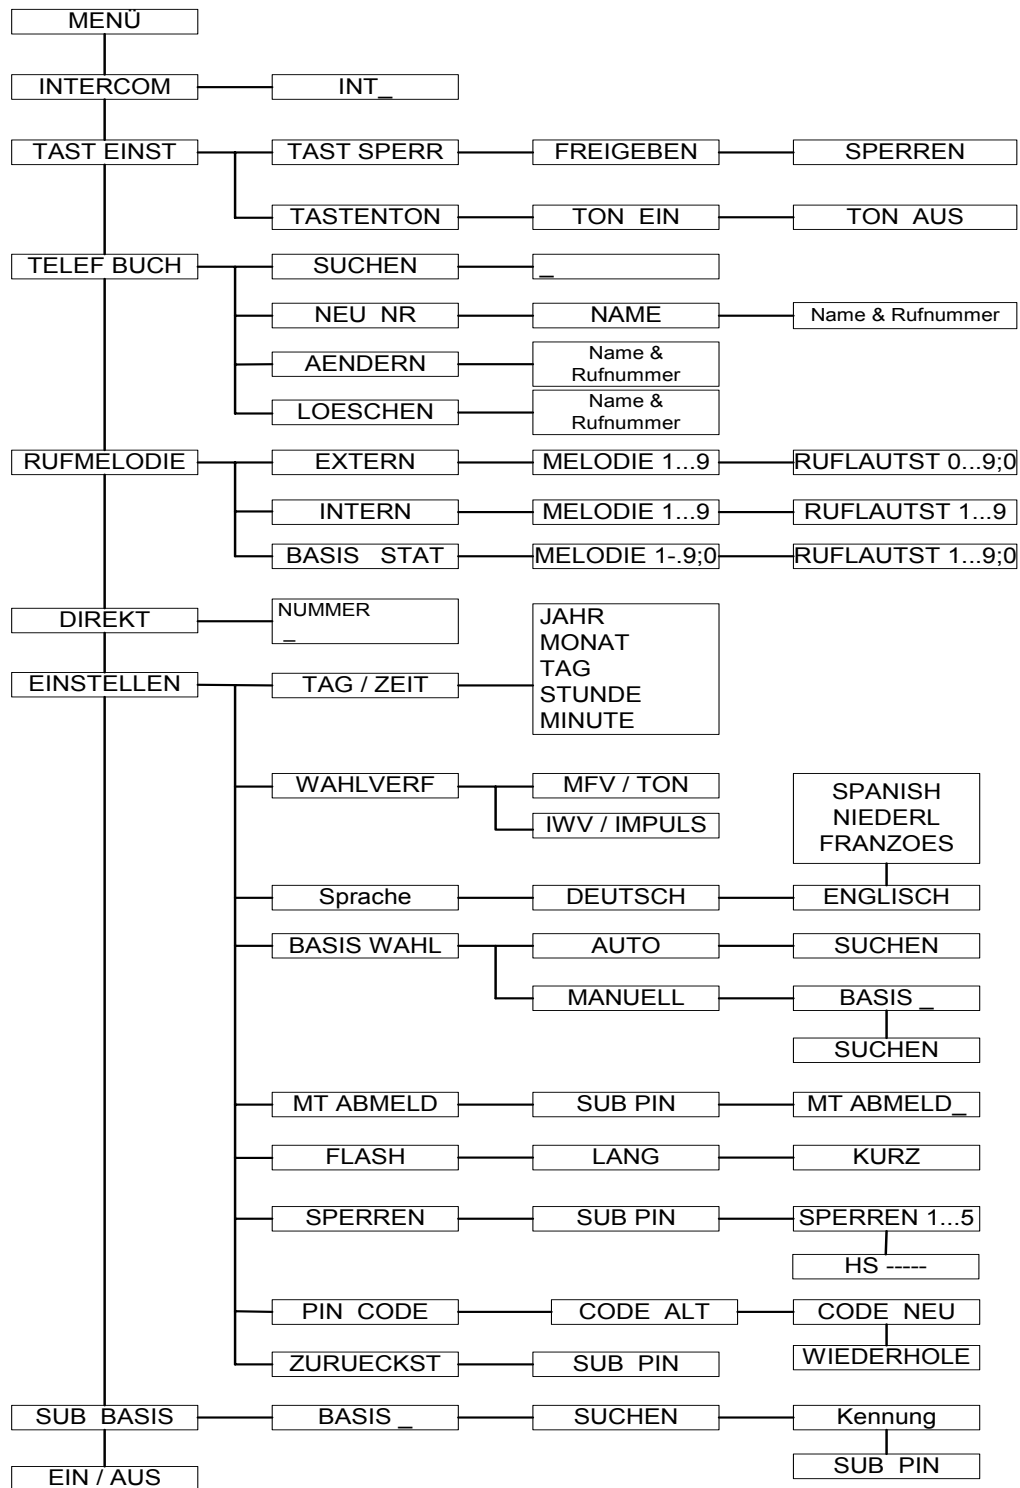 MENÜ
INTERCOM
INT_
TAST EINST
TAST SPERR
FREIGEBEN
SPERREN
TASTENTON
TON EIN
TON AUS
TELEF BUCH
SUCHEN
_
NEU NR
NAME
Name & Rufnummer
AENDERN
Name &
Rufnummer
LOESCHEN
Name &
Rufnummer
RUFMELODIE
EXTERN
MELODIE 1...9
RUFLAUTST 0...9;0
INTERN
MELODIE 1...9
RUFLAUTST 1...9
BASIS STAT
MELODIE 1-.9;0
RUFLAUTST 1...9;0
DIREKT
NUMMER
_
EINSTELLEN
TAG / ZEIT
JAHR
MONAT
TAG
STUNDE
MINUTE
WAHLVERF
MFV / TON
IWV / IMPULS
SPANISH
NIEDERL
FRANZOES
Sprache
DEUTSCH
ENGLISCH
BASIS WAHL
AUTO
SUCHEN
MANUELL
BASIS _
SUCHEN
MT ABMELD
SUB PIN
MT ABMELD_
FLASH
LANG
KURZ
SPERREN
SUB PIN
SPERREN 1...5
HS -----
PIN CODE
CODE ALT
CODE NEU
WIEDERHOLE
ZURUECKST
SUB PIN
SUB BASIS
BASIS _
SUCHEN
Kennung
SUB PIN
EIN / AUS